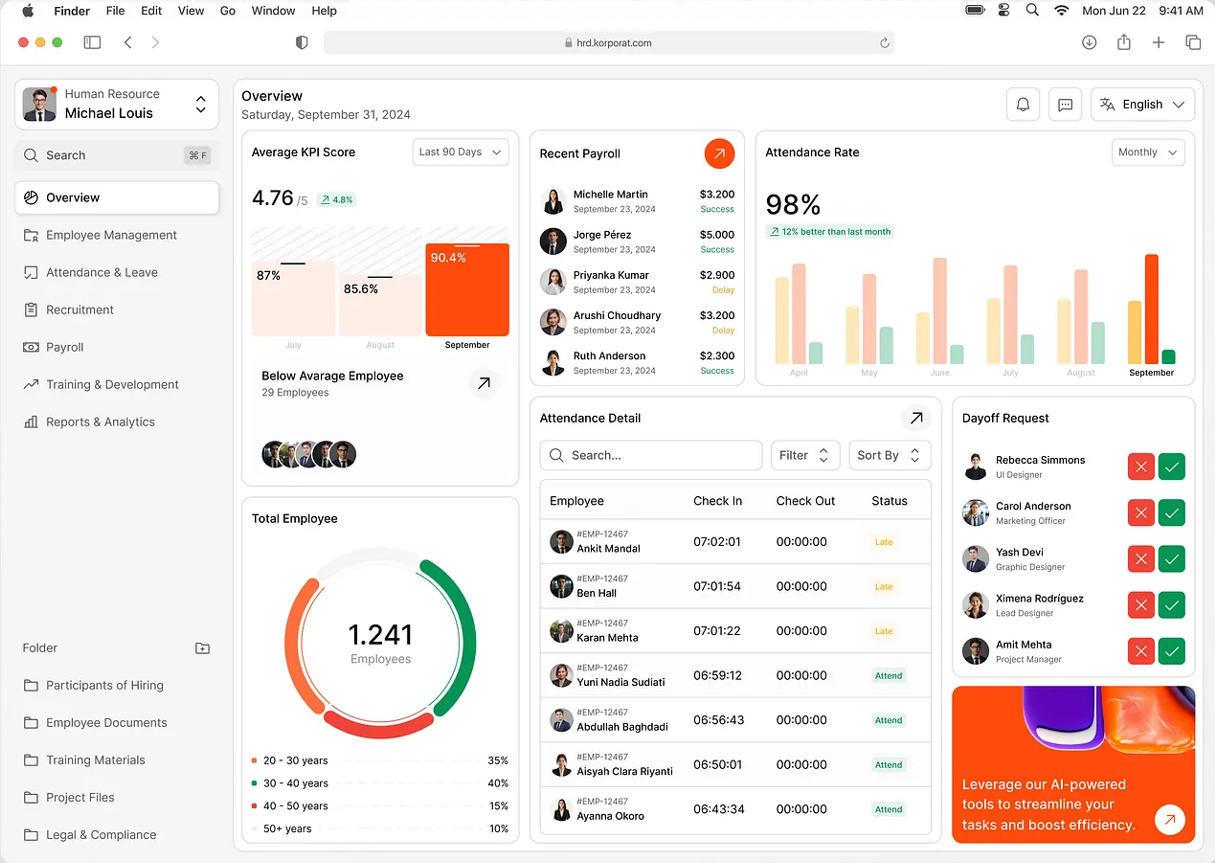 Finder File Edit View Go Window Help
Mon Jun 22 9:41 AM
hrd.korporat.com
Human Resource
Michael Louis
Search
⌘ F
Overview
Employee Management
Attendance & Leave
Recruitment
Payroll
Training & Development
Reports & Analytics
Folder
Participants of Hiring
Employee Documents
Training Materials
Project Files
Legal & Compliance
Overview
Saturday, September 31, 2024
English
Average KPI Score
Last 90 Days
4.76 /5
4.8%
87%
85.6%
90.4%
July
August
September
Below Avarage Employee
29 Employees
Total Employee
1.241
Employees
20 - 30 years 35%
30 - 40 years 40%
40 - 50 years 15%
50+ years 10%
Recent Payroll
Michelle Martin $3.200
September 23, 2024 Success
Jorge Pérez $5.000
September 23, 2024 Success
Priyanka Kumar $2.900
September 23, 2024 Delay
Arushi Choudhary $3.200
September 23, 2024 Delay
Ruth Anderson $2.300
September 23, 2024 Success
Attendance Rate
Monthly
98%
12% better than last month
April May June July August September
Attendance Detail
Search...
Filter
Sort By
Employee Check In Check Out Status
#EMP-12467
Ankit Mandal 07:02:01 00:00:00 Late
#EMP-12467
Ben Hall 07:01:54 00:00:00 Late
#EMP-12467
Karan Mehta 07:01:22 00:00:00 Late
#EMP-12467
Yuni Nadia Sudiati 06:59:12 00:00:00 Attend
#EMP-12467
Abdullah Baghdadi 06:56:43 00:00:00 Attend
#EMP-12467
Aisyah Clara Riyanti 06:50:01 00:00:00 Attend
#EMP-12467
Ayanna Okoro 06:43:34 00:00:00 Attend
Dayoff Request
Rebecca Simmons
UI Designer
Carol Anderson
Marketing Officer
Yash Devi
Graphic Designer
Ximena Rodríguez
Lead Designer
Amit Mehta
Project Manager
Leverage our AI-powered
tools to streamline your
tasks and boost efficiency.